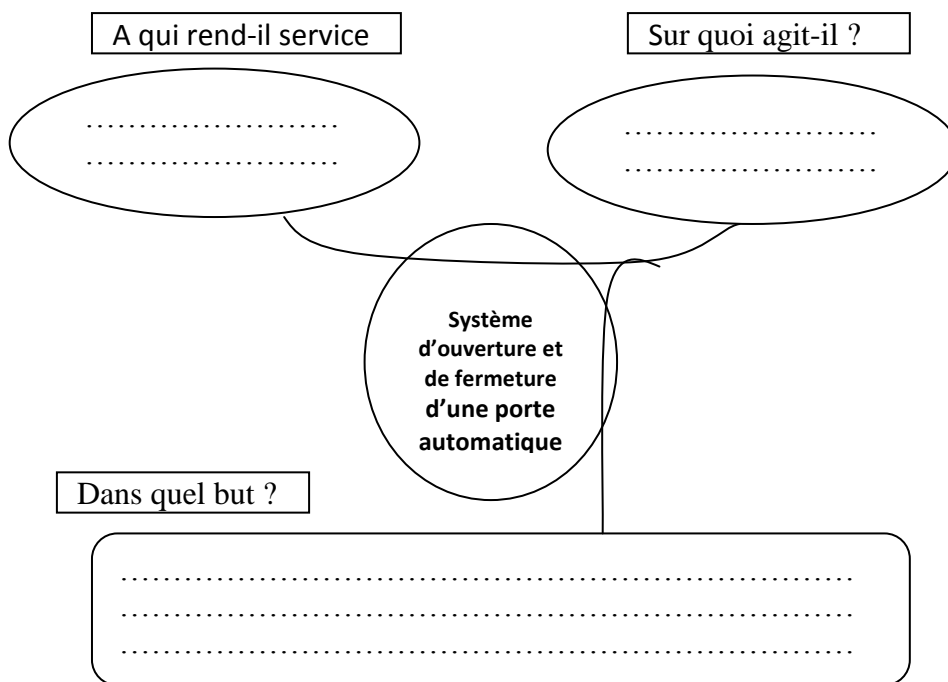 A qui rend-il service
Sur quoi agit-il ?
……………………
……………………
……………………
……………………
Système
d’ouverture et
de fermeture
d’une porte
automatique
Dans quel but ?
………………………………………………………………
………………………………………………………………
………………………………………………………………